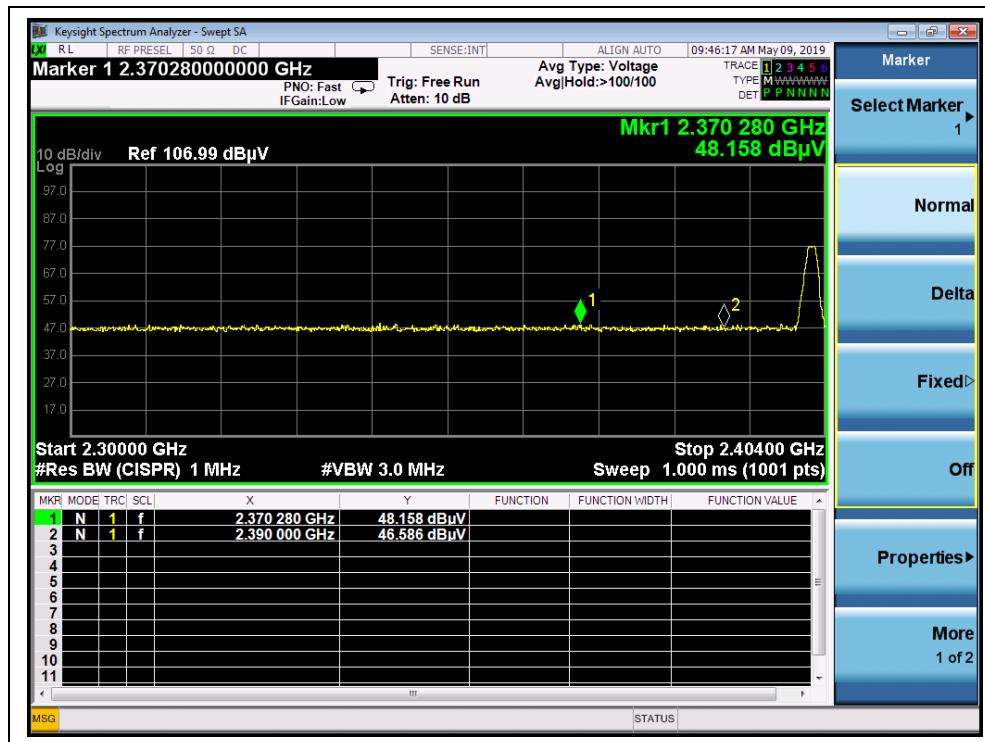 Keysight Spectrum Analyzer - Swept SA
LXI RL RF PRESEL 50 Ω DC SENSE:INT ALIGN AUTO 09:46:17 AM May 09, 2019
Marker 1 2.370280000000 GHz
PNO: Fast
IFGain:Low
Trig: Free Run
Atten: 10 dB
Avg Type: Voltage
Avg|Hold:>100/100
TRACE 1 2 3 4 5 6
TYPE M WWWWW
DET P P N N N N
Mkr1 2.370 280 GHz
48.158 dBµV
10 dB/div Ref 106.99 dBµV
Log
97.0
87.0
77.0
67.0
57.0
47.0
37.0
27.0
17.0
1
2
Start 2.30000 GHz Stop 2.40400 GHz
#Res BW (CISPR) 1 MHz #VBW 3.0 MHz Sweep 1.000 ms (1001 pts)
MKR MODE TRC SCL X Y FUNCTION FUNCTION WIDTH FUNCTION VALUE
1 N 1 f 2.370 280 GHz 48.158 dBµV
2 N 1 f 2.390 000 GHz 46.586 dBµV
3
4
5
6
7
8
9
10
11
MSG STATUS
Marker
Select Marker
1
Normal
Delta
Fixed
Off
Properties
More
1 of 2